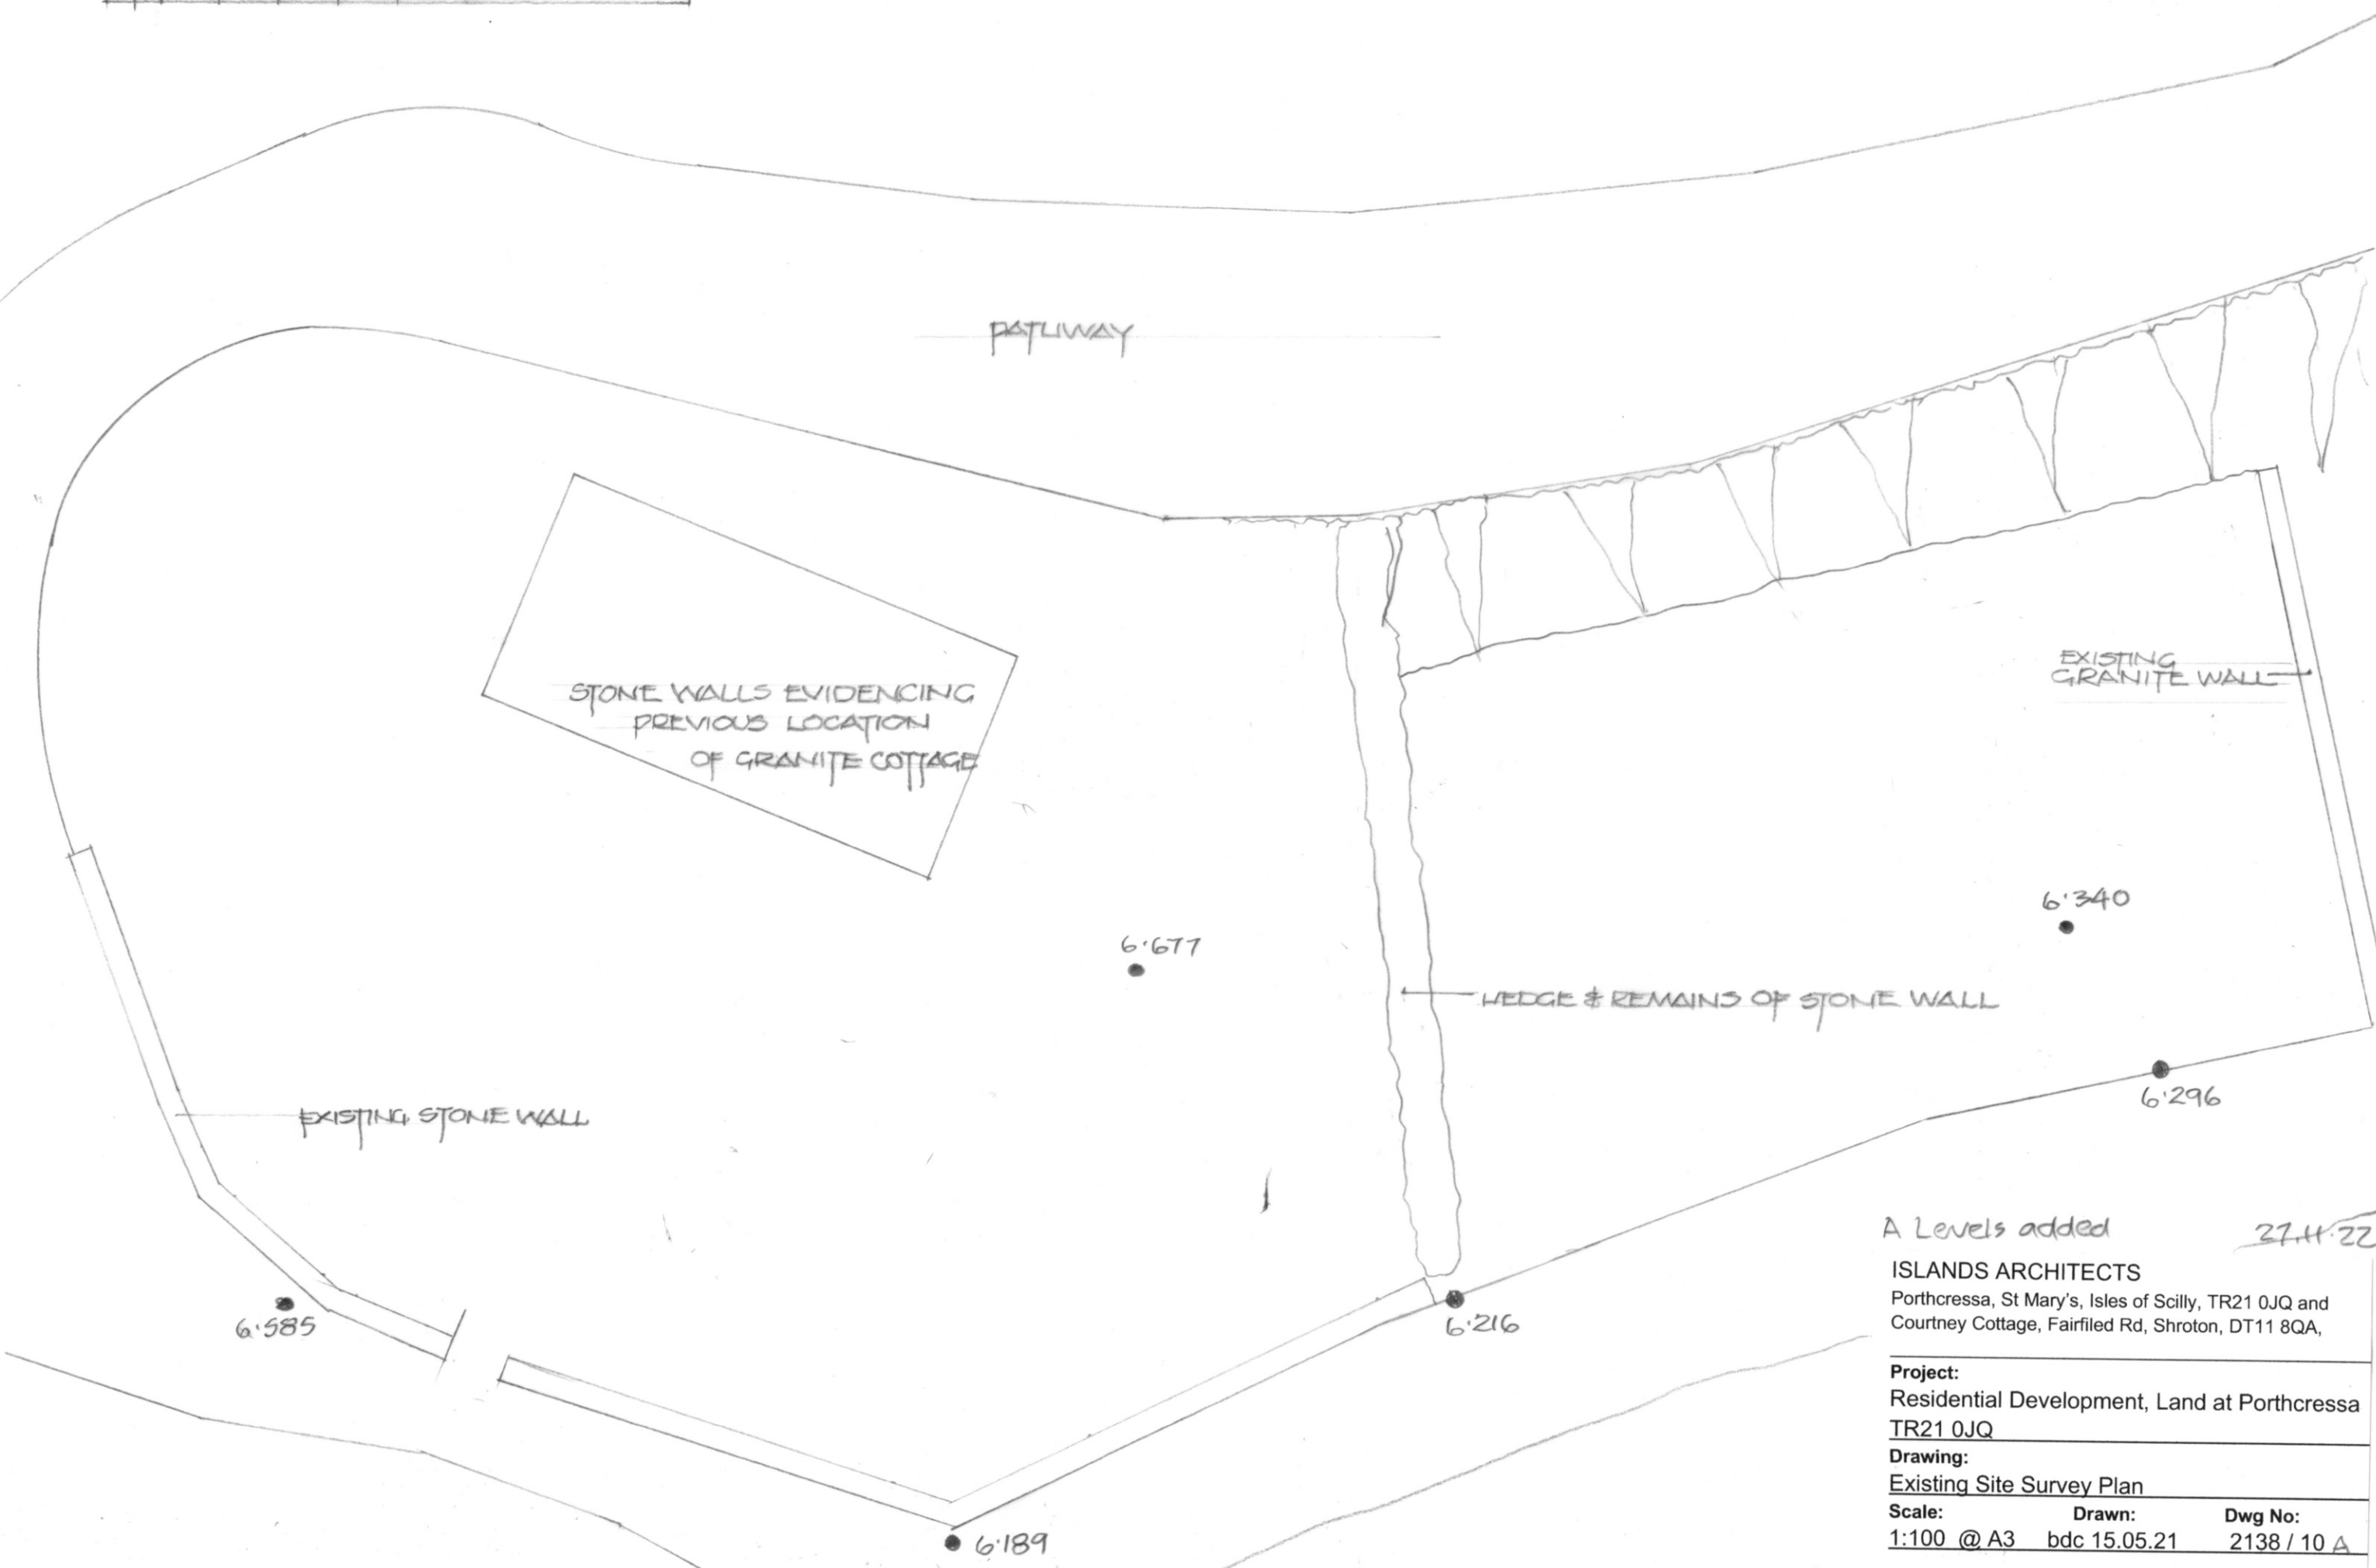 PATHWAY
STONE WALLS EVIDENCING
PREVIOUS LOCATION
OF GRANITE COTTAGE
EXISTING
GRANITE WALL
6.340
6.677
HEDGE & REMAINS OF STONE WALL
6.296
EXISTING STONE WALL
6.585
6.216
6.189
A Levels added 27.11.22
ISLANDS ARCHITECTS
Porthcressa, St Mary's, Isles of Scilly, TR21 0JQ and
Courtney Cottage, Fairfiled Rd, Shroton, DT11 8QA,
Project:
Residential Development, Land at Porthcressa
TR21 0JQ
Drawing:
Existing Site Survey Plan
Scale: Drawn: Dwg No:
1:100 @ A3 bdc 15.05.21 2138 / 10 A